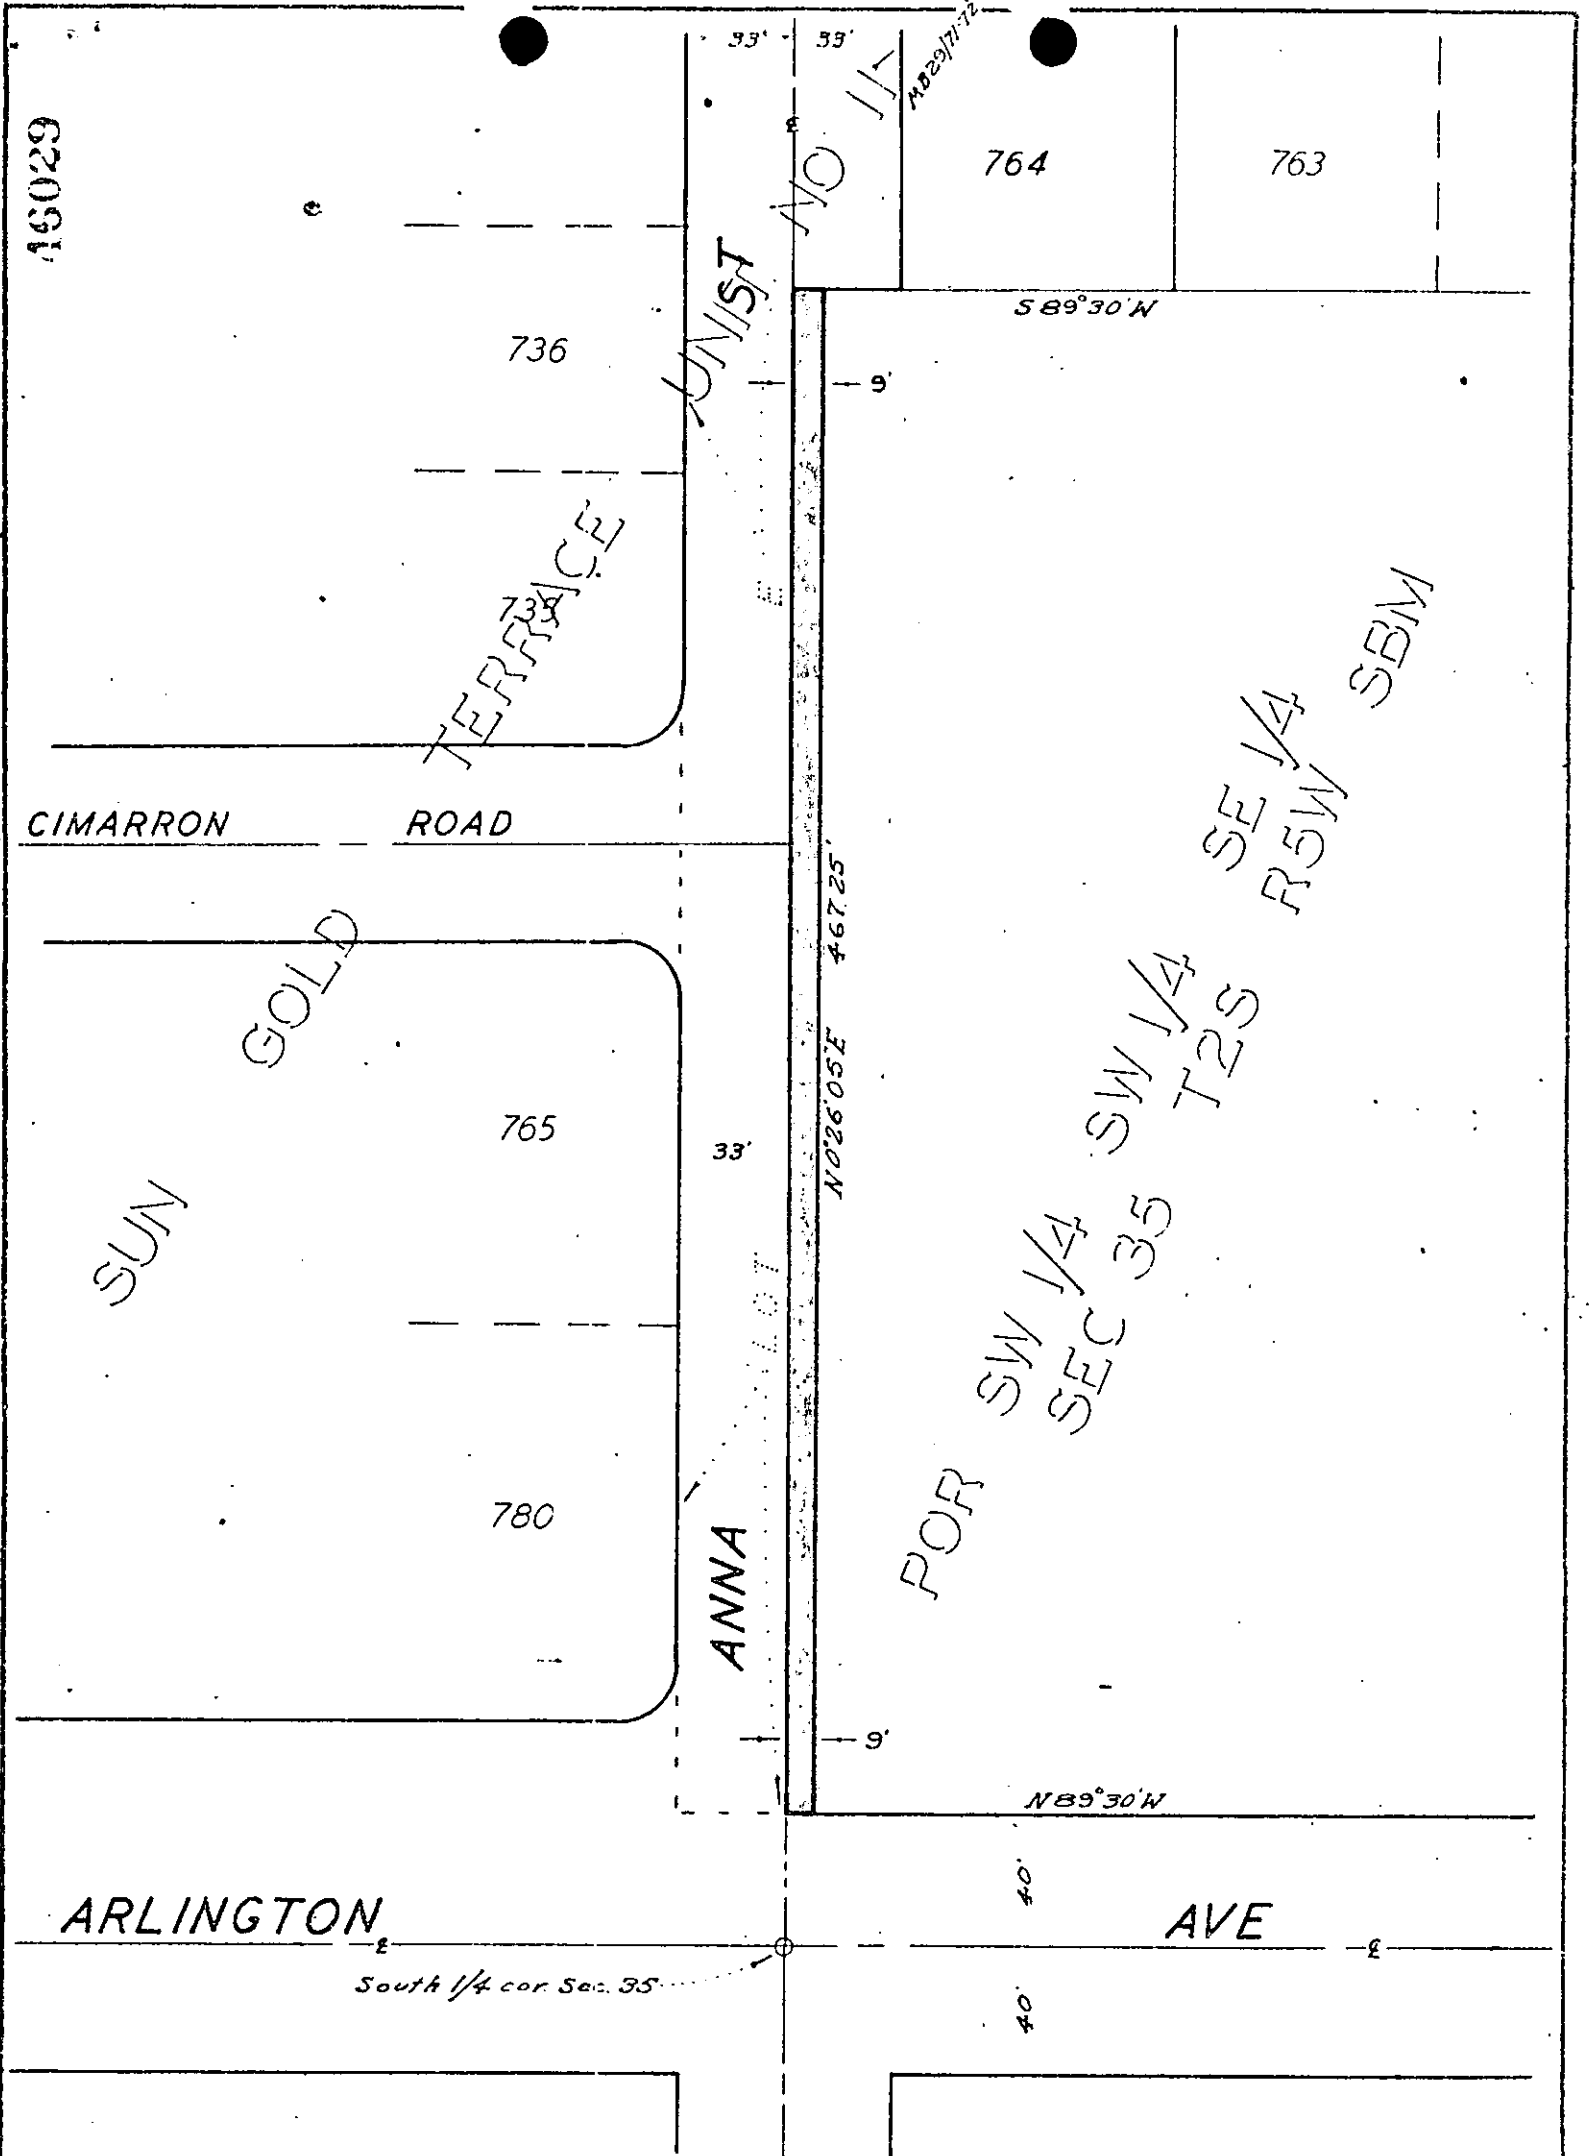 46029
33' 33'
MB 29/71-72
SUN GOLD TERRACE UNIT NO 11
764
763
S 89°30'W
736
9'
735
ST
CIMARRON ROAD
N 0°26'05"E 467.25'
765
33'
LOT E
780
ANNA
POR SW 1/4 SW 1/4 SE 1/4
SEC 35 T2S R5W SBM
9'
N 89°30'W
40'
ARLINGTON AVE
South 1/4 cor. Sec. 35
40'